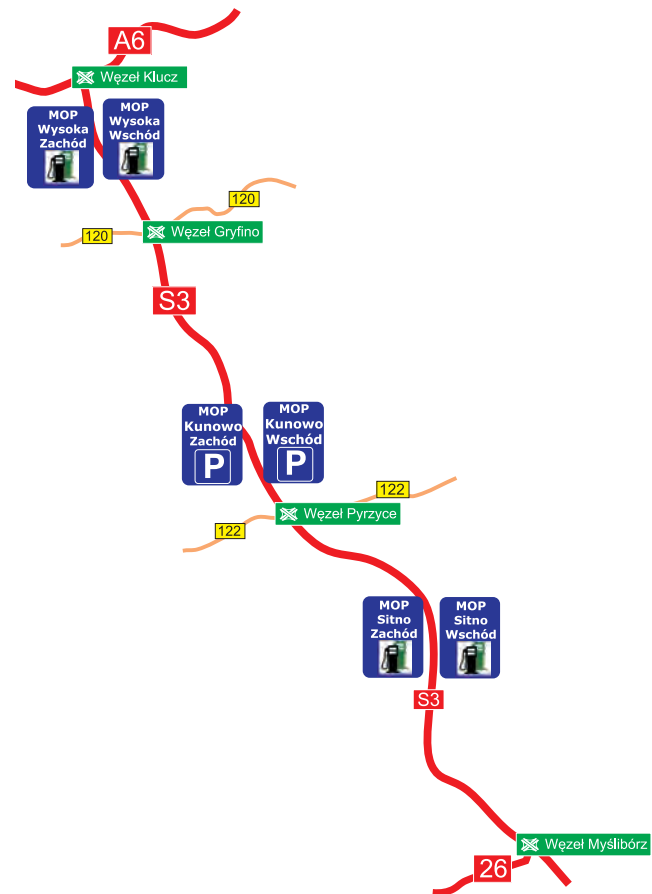 A6
Węzeł Klucz
MOP
Wysoka
Zachód
MOP
Wysoka
Wschód
120
120
Węzeł Gryfino
S3
MOP
Kunowo
Zachód
P
MOP
Kunowo
Wschód
P
122
Węzeł Pyrzyce
122
MOP
Sitno
Zachód
MOP
Sitno
Wschód
S3
Węzeł Myślibórz
26